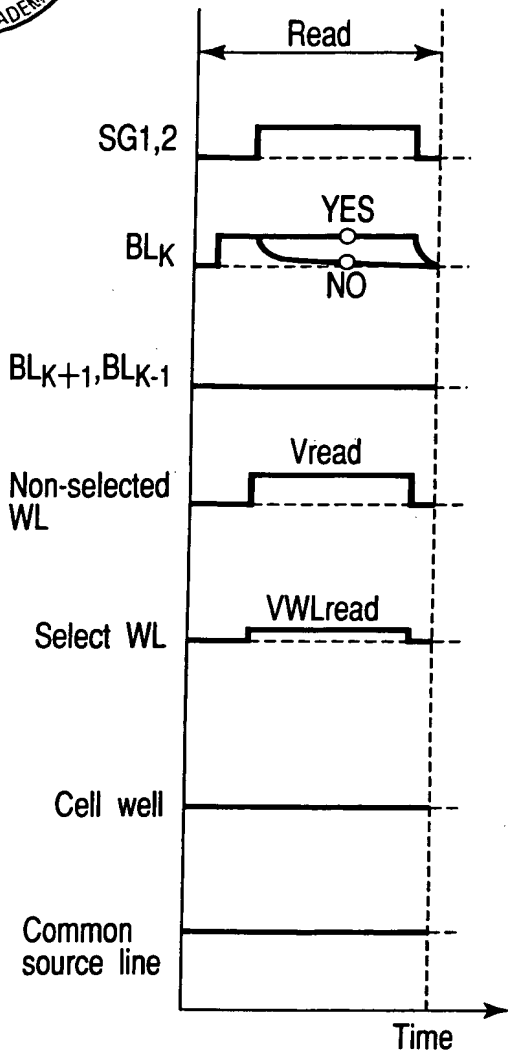 Read
SG1,2
YES
BLK
NO
BLK+1,BLK-1
Vread
Non-selected
WL
VWLread
Select WL
Cell well
Common
source line
Time